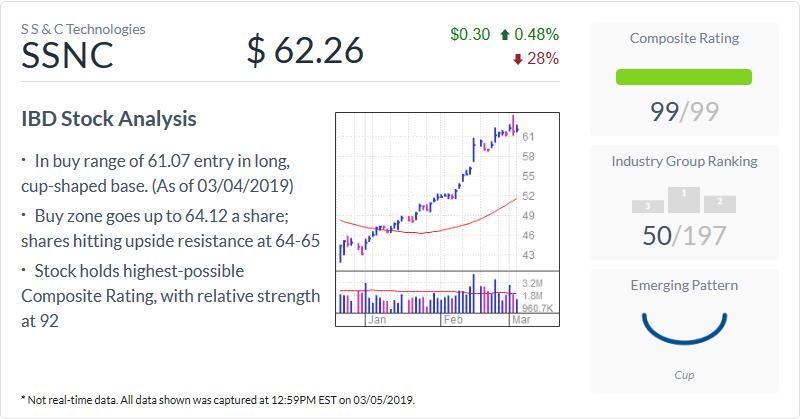 S S & C Technologies
SSNC
$ 62.26
$0.30 0.48%
28%
IBD Stock Analysis
• In buy range of 61.07 entry in long,
cup-shaped base. (As of 03/04/2019)
• Buy zone goes up to 64.12 a share;
shares hitting upside resistance at 64-65
• Stock holds highest-possible
Composite Rating, with relative strength
at 92
61
58
55
52
49
46
43
3.2M
1.8M
960.7K
Jan
Feb
Mar
Composite Rating
99/99
Industry Group Ranking
3 1 2
50/197
Emerging Pattern
Cup
* Not real-time data. All data shown was captured at 12:59PM EST on 03/05/2019.